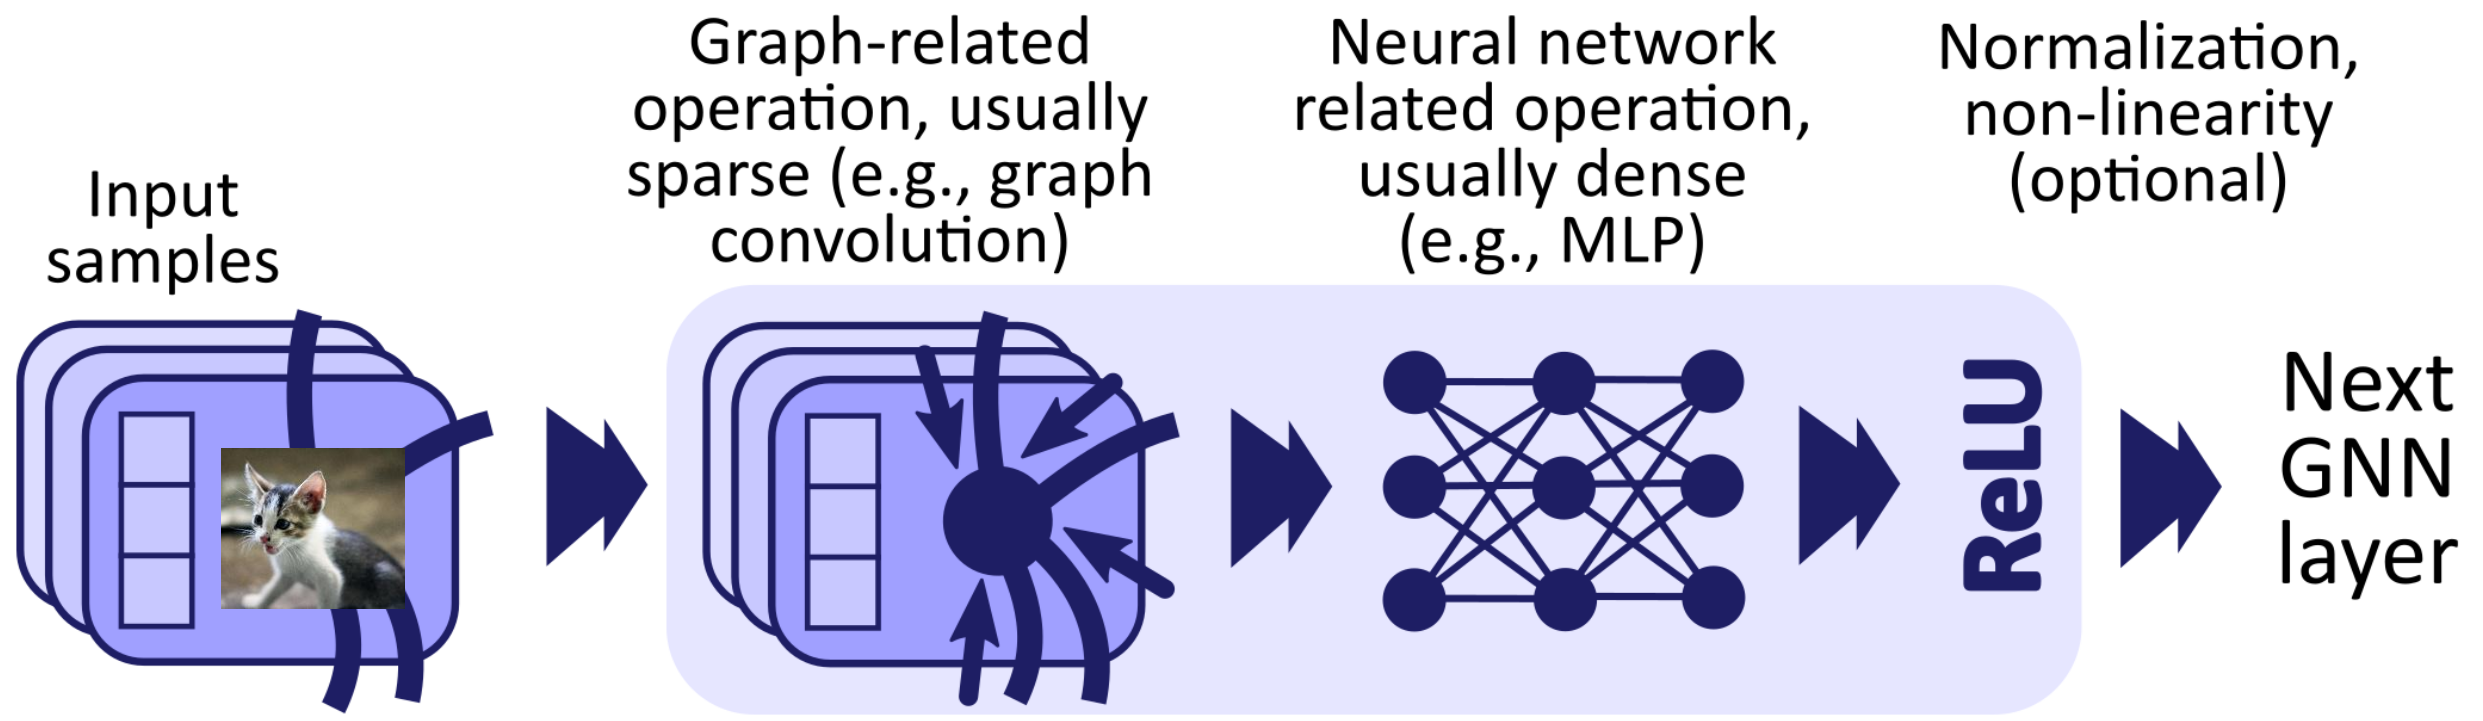 Input
samples
Graph-related
operation, usually
sparse (e.g., graph
convolution)
Neural network
related operation,
usually dense
(e.g., MLP)
Normalization,
non-linearity
(optional)
ReLU
Next
GNN
layer